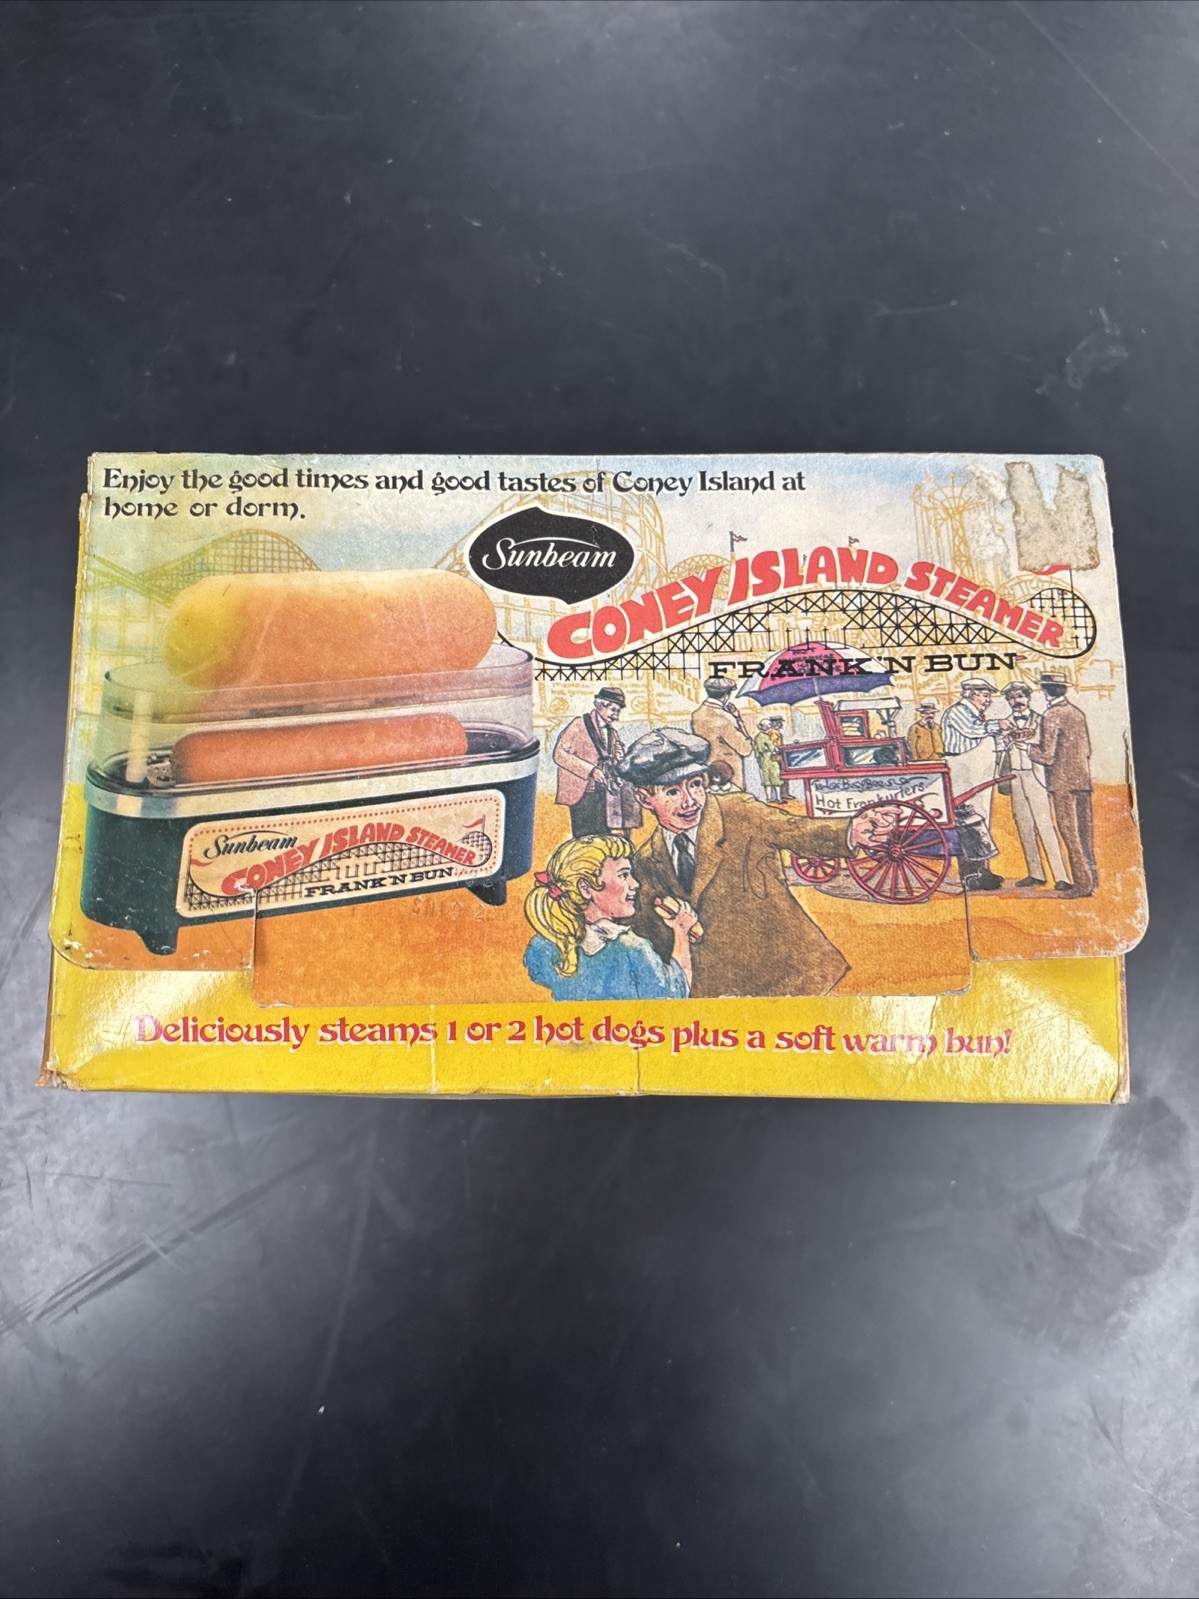 Enjoy the good times and good tastes of Coney Island at
home or dorm.
Sunbeam
CONEY ISLAND STEAMER
FRANK 'N BUN
Hot Frankfurters
Sunbeam
CONEY ISLAND STEAMER
FRANK 'N BUN
Deliciously steams 1 or 2 hot dogs plus a soft warm bun!